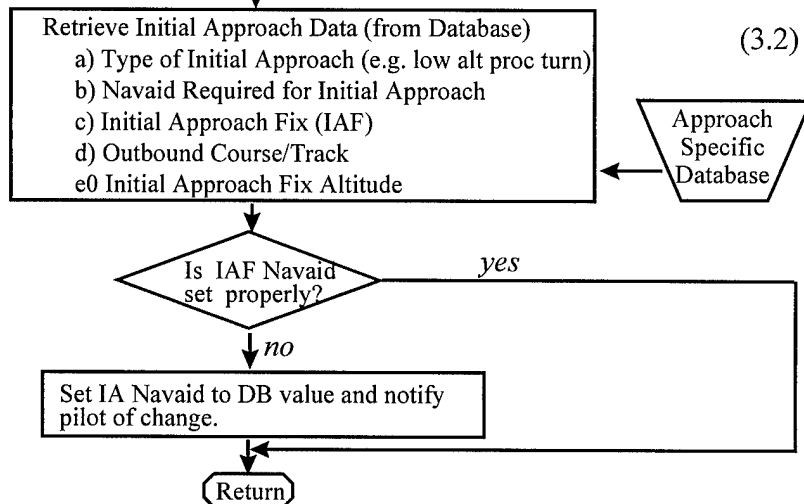 Retrieve Initial Approach Data (from Database)
(3.2)
a) Type of Initial Approach (e.g. low alt proc turn)
b) Navaid Required for Initial Approach
c) Initial Approach Fix (IAF)
d) Outbound Course/Track
e0 Initial Approach Fix Altitude
Approach
Specific
Database
Is IAF Navaid
set properly?
yes
no
Set IA Navaid to DB value and notify
pilot of change.
Return